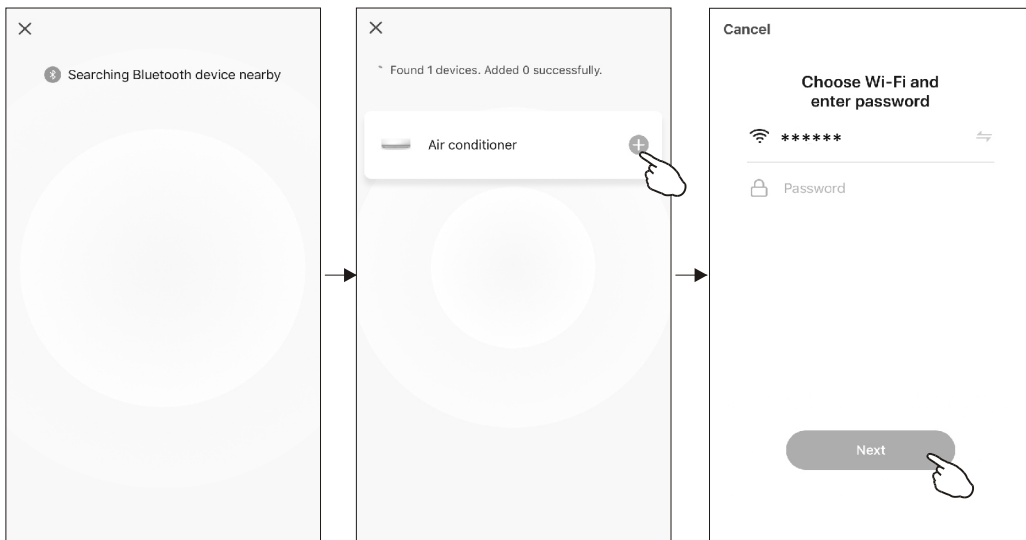 Searching Bluetooth device nearby
Found 1 devices. Added 0 successfully.
Air conditioner
Cancel
Choose Wi-Fi and
enter password
******
Password
Next